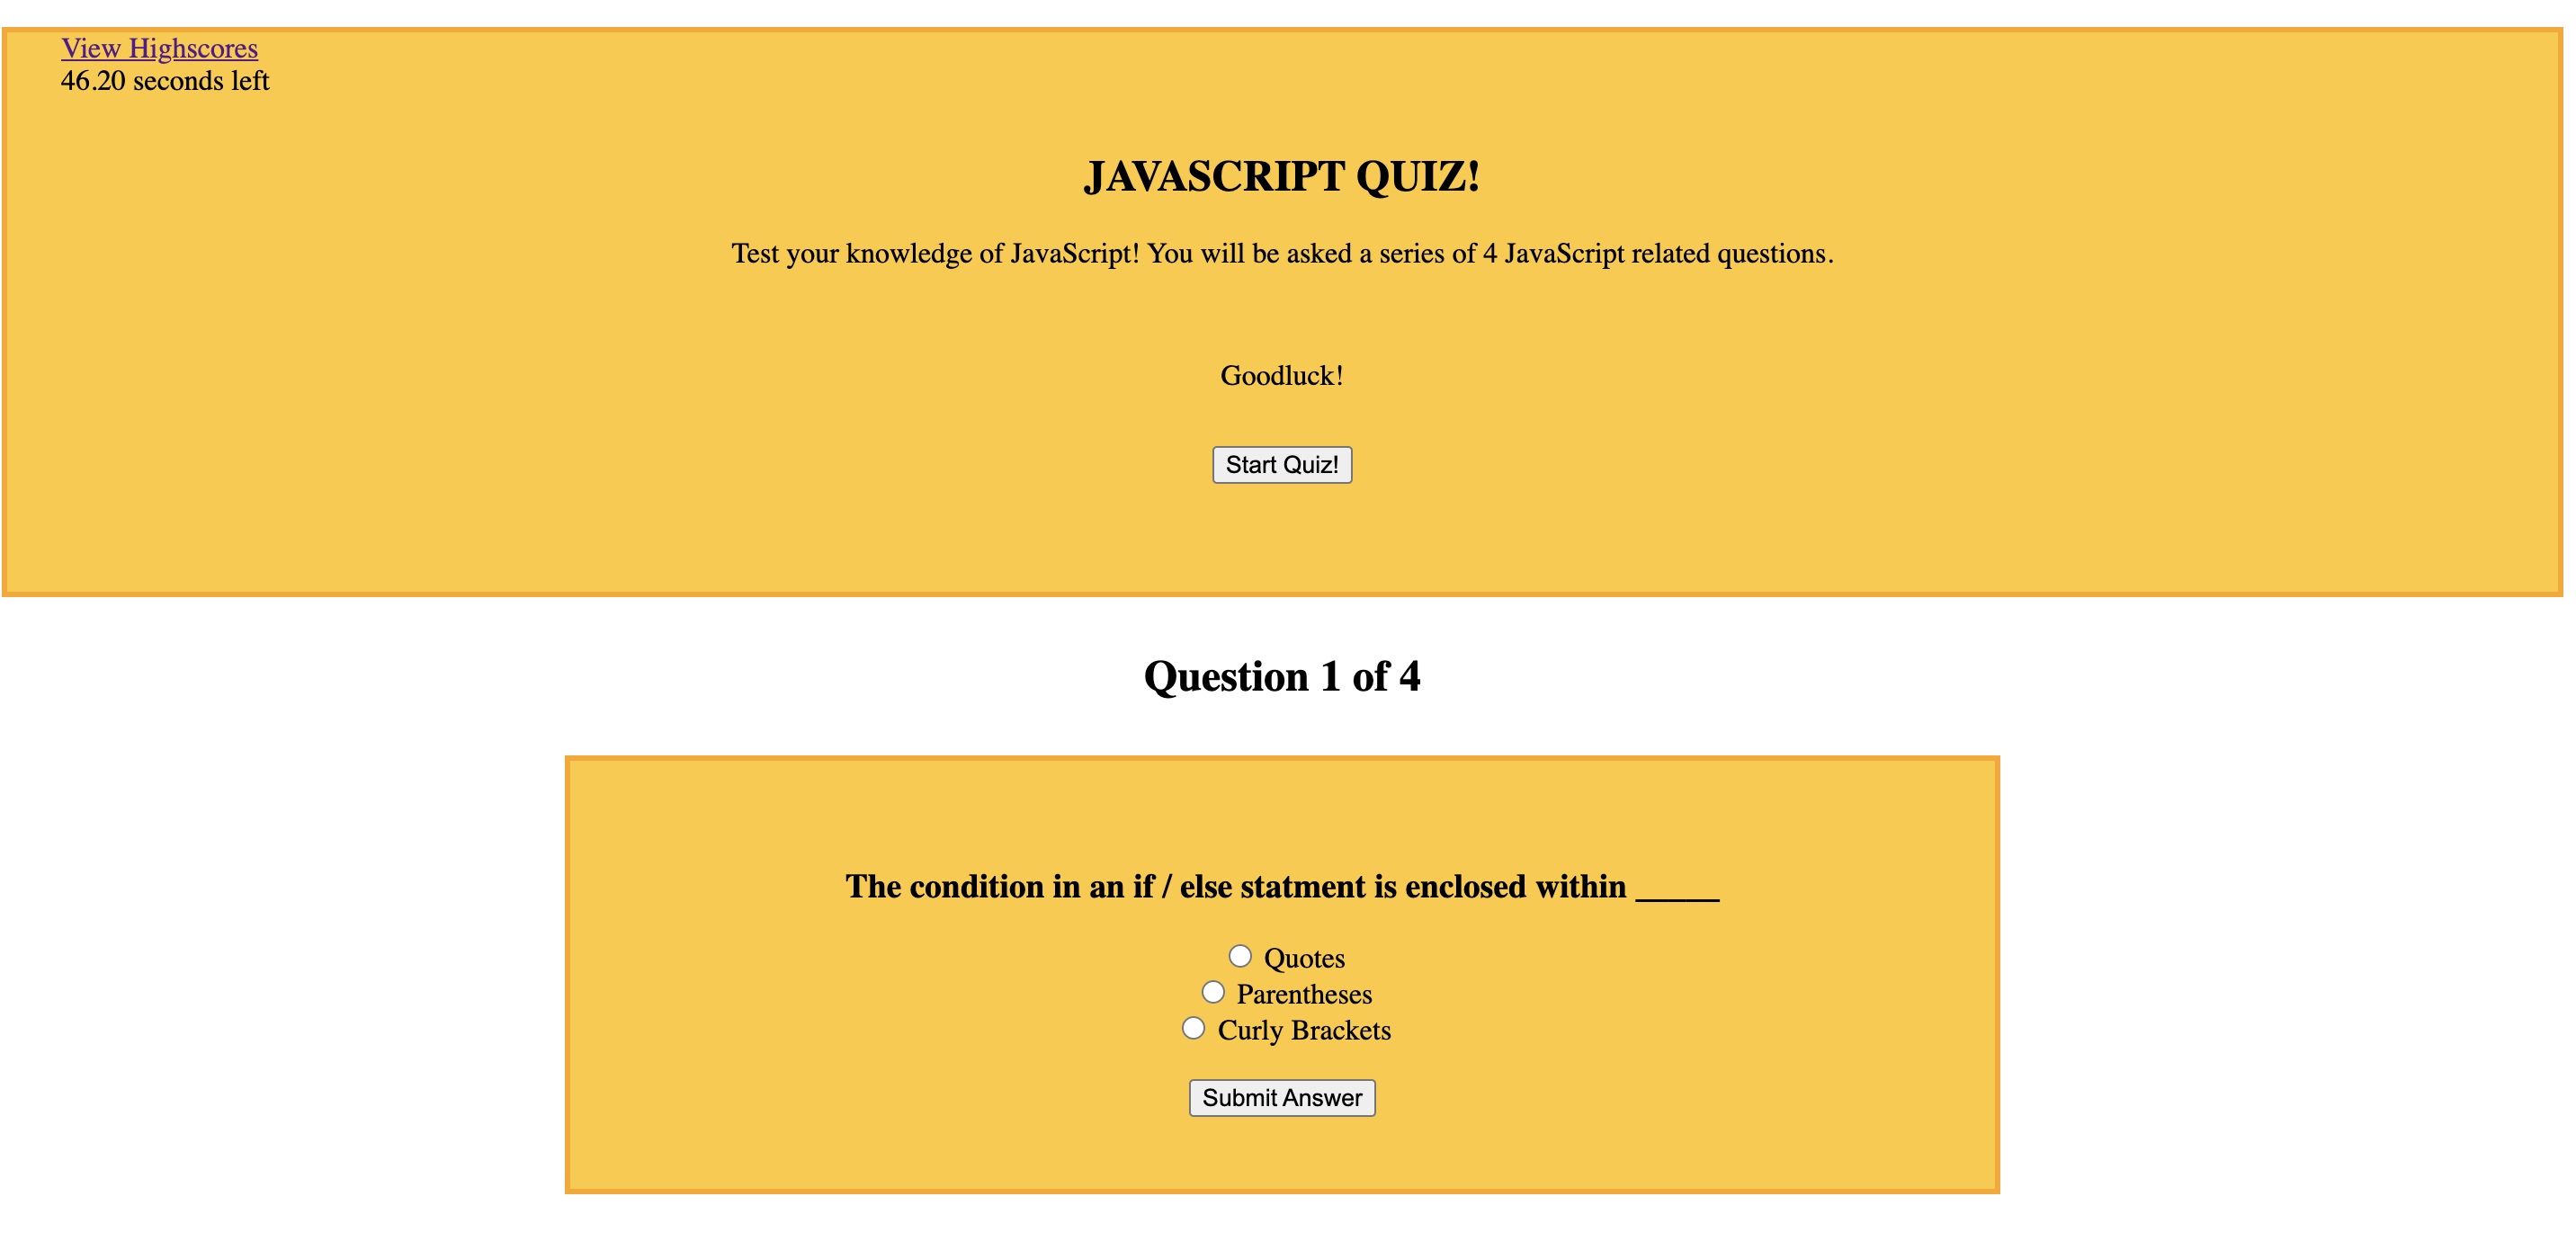 View Highscores
46.20 seconds left
JAVASCRIPT QUIZ!
Test your knowledge of JavaScript! You will be asked a series of 4 JavaScript related questions.
Goodluck!
Start Quiz!
Question 1 of 4
The condition in an if / else statment is enclosed within _____
Quotes
Parentheses
Curly Brackets
Submit Answer